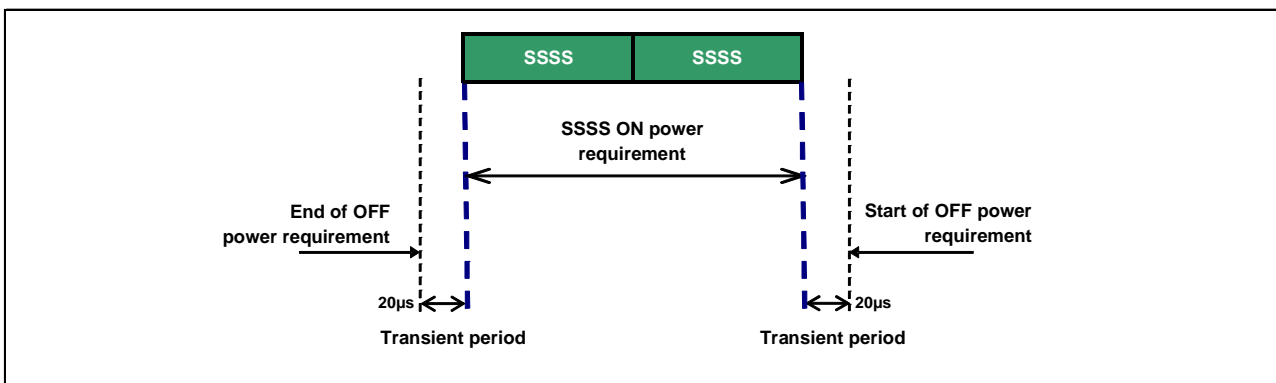 SSSS SSSS
SSSS ON power
requirement
End of OFF
power requirement
Start of OFF power
requirement
20µs
20µs
Transient period
Transient period